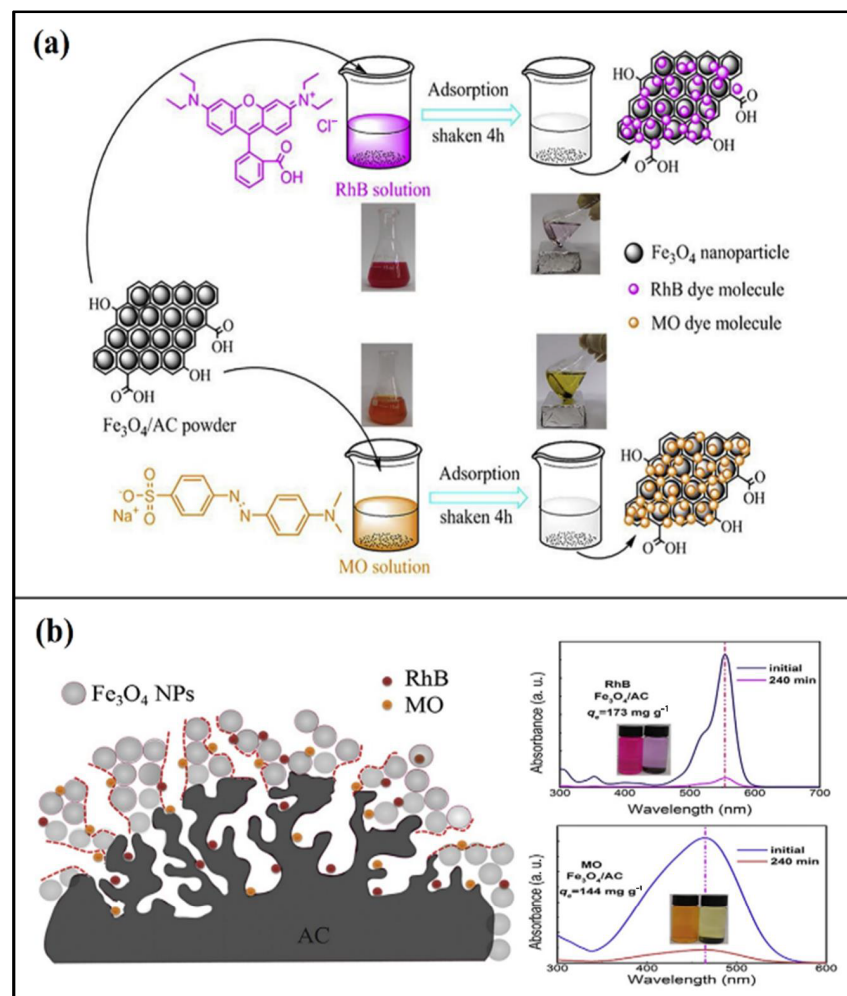 (a)
N
O
N⁺
Cl⁻
O
OH
RhB solution
Adsorption
shaken 4h
HO
O
OH
OH
O
OH
Fe₃O₄ nanoparticle
RhB dye molecule
MO dye molecule
HO
O
OH
OH
O
OH
Fe₃O₄/AC powder
O
⁻O
S
O
Na⁺
N
N
N
MO solution
Adsorption
shaken 4h
HO
O
OH
OH
O
OH
(b)
Fe₃O₄ NPs
RhB
MO
AC
Absorbance (a. u.)
RhB
Fe₃O₄/AC
qₑ=173 mg g⁻¹
initial
240 min
300 400 500 600 700
Wavelength (nm)
Absorbance (a. u.)
MO
Fe₃O₄/AC
qₑ=144 mg g⁻¹
initial
240 min
300 400 500 600
Wavelength (nm)